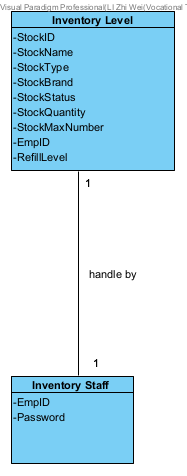 Visual Paradigm Professional(LI Zhi Wei(Vocational T
Inventory Level
-StockID
-StockName
-StockType
-StockBrand
-StockStatus
-StockQuantity
-StockMaxNumber
-EmpID
-RefillLevel
1
handle by
1
Inventory Staff
-EmpID
-Password